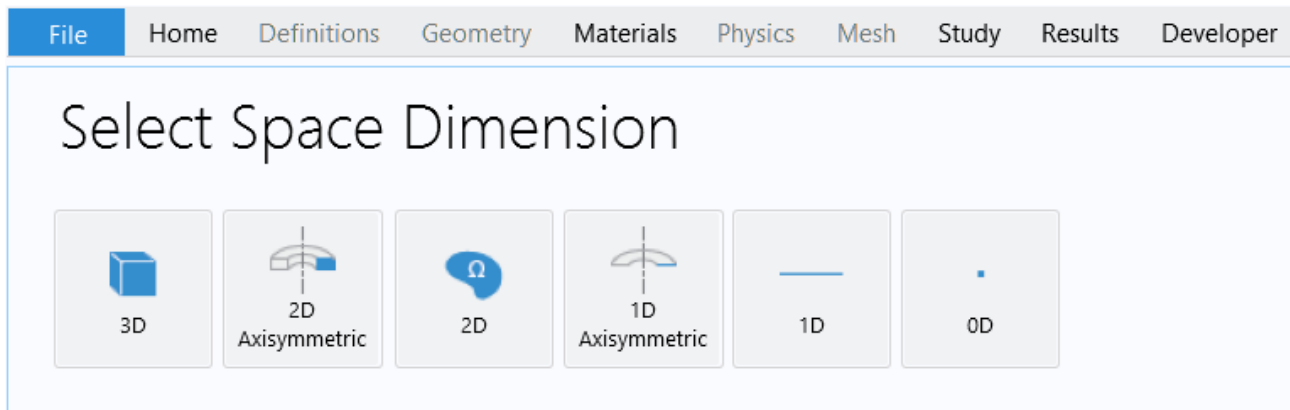 File Home Definitions Geometry Materials Physics Mesh Study Results Developer
Select Space Dimension
3D
2D
Axisymmetric
Ω
2D
1D
Axisymmetric
1D
0D